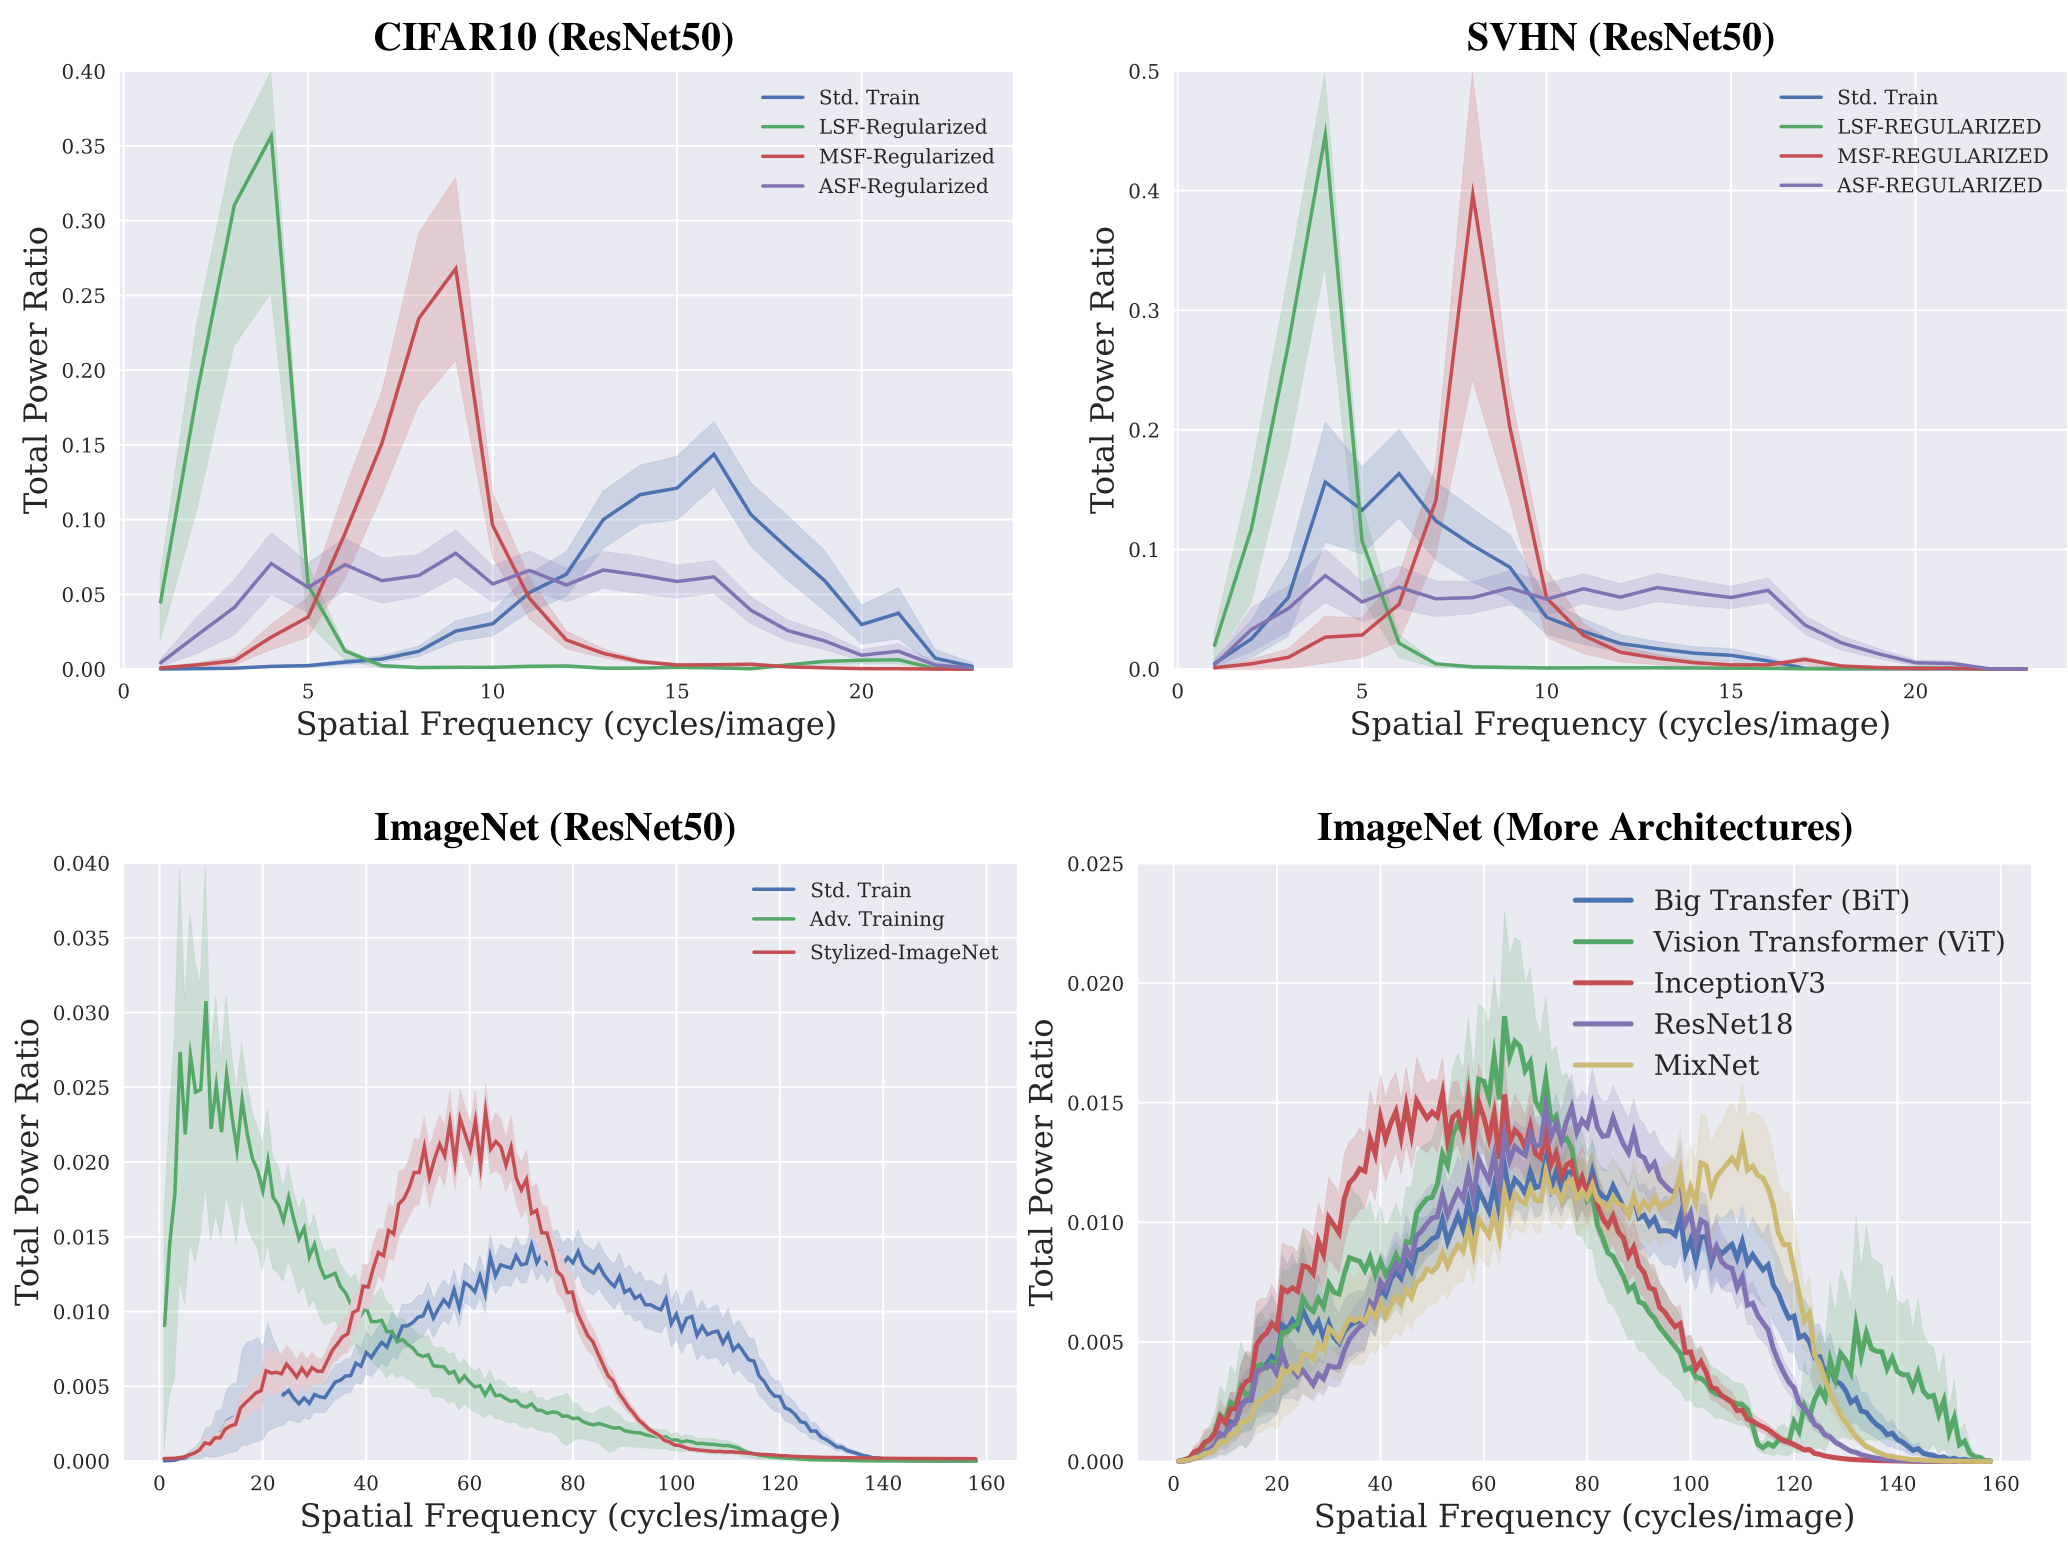 CIFAR10 (ResNet50)
Total Power Ratio
0.40
0.35
0.30
0.25
0.20
0.15
0.10
0.05
0.00
Std. Train
LSF-Regularized
MSF-Regularized
ASF-Regularized
0 5 10 15 20
Spatial Frequency (cycles/image)
SVHN (ResNet50)
Total Power Ratio
0.5
0.4
0.3
0.2
0.1
0.0
Std. Train
LSF-REGULARIZED
MSF-REGULARIZED
ASF-REGULARIZED
0 5 10 15 20
Spatial Frequency (cycles/image)
ImageNet (ResNet50)
Total Power Ratio
0.040
0.035
0.030
0.025
0.020
0.015
0.010
0.005
0.000
Std. Train
Adv. Training
Stylized-ImageNet
0 20 40 60 80 100 120 140 160
Spatial Frequency (cycles/image)
ImageNet (More Architectures)
Total Power Ratio
0.025
0.020
0.015
0.010
0.005
0.000
Big Transfer (BiT)
Vision Transformer (ViT)
InceptionV3
ResNet18
MixNet
0 20 40 60 80 100 120 140 160
Spatial Frequency (cycles/image)